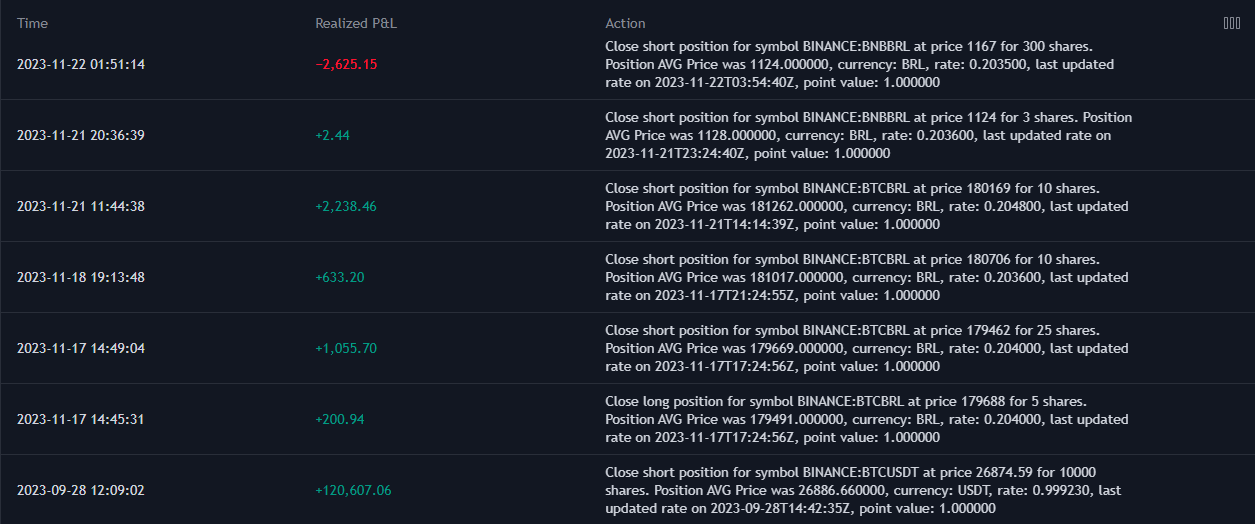 Time Realized P&L Action
Close short position for symbol BINANCE:BNBBRL at price 1167 for 300 shares.
2023-11-22 01:51:14 −2,625.15 Position AVG Price was 1124.000000, currency: BRL, rate: 0.203500, last updated
rate on 2023-11-22T03:54:40Z, point value: 1.000000
Close short position for symbol BINANCE:BNBBRL at price 1124 for 3 shares. Position
2023-11-21 20:36:39 +2.44 AVG Price was 1128.000000, currency: BRL, rate: 0.203600, last updated rate on
2023-11-21T23:24:40Z, point value: 1.000000
Close short position for symbol BINANCE:BTCBRL at price 180169 for 10 shares.
2023-11-21 11:44:38 +2,238.46 Position AVG Price was 181262.000000, currency: BRL, rate: 0.204800, last updated
rate on 2023-11-21T14:14:39Z, point value: 1.000000
Close short position for symbol BINANCE:BTCBRL at price 180706 for 10 shares.
2023-11-18 19:13:48 +633.20 Position AVG Price was 181017.000000, currency: BRL, rate: 0.203600, last updated
rate on 2023-11-17T21:24:55Z, point value: 1.000000
Close short position for symbol BINANCE:BTCBRL at price 179462 for 25 shares.
2023-11-17 14:49:04 +1,055.70 Position AVG Price was 179669.000000, currency: BRL, rate: 0.204000, last updated
rate on 2023-11-17T17:24:56Z, point value: 1.000000
Close long position for symbol BINANCE:BTCBRL at price 179688 for 5 shares.
2023-11-17 14:45:31 +200.94 Position AVG Price was 179491.000000, currency: BRL, rate: 0.204000, last updated
rate on 2023-11-17T17:24:56Z, point value: 1.000000
Close short position for symbol BINANCE:BTCUSDT at price 26874.59 for 10000
2023-09-28 12:09:02 +120,607.06 shares. Position AVG Price was 26886.660000, currency: USDT, rate: 0.999230, last
updated rate on 2023-09-28T14:42:35Z, point value: 1.000000